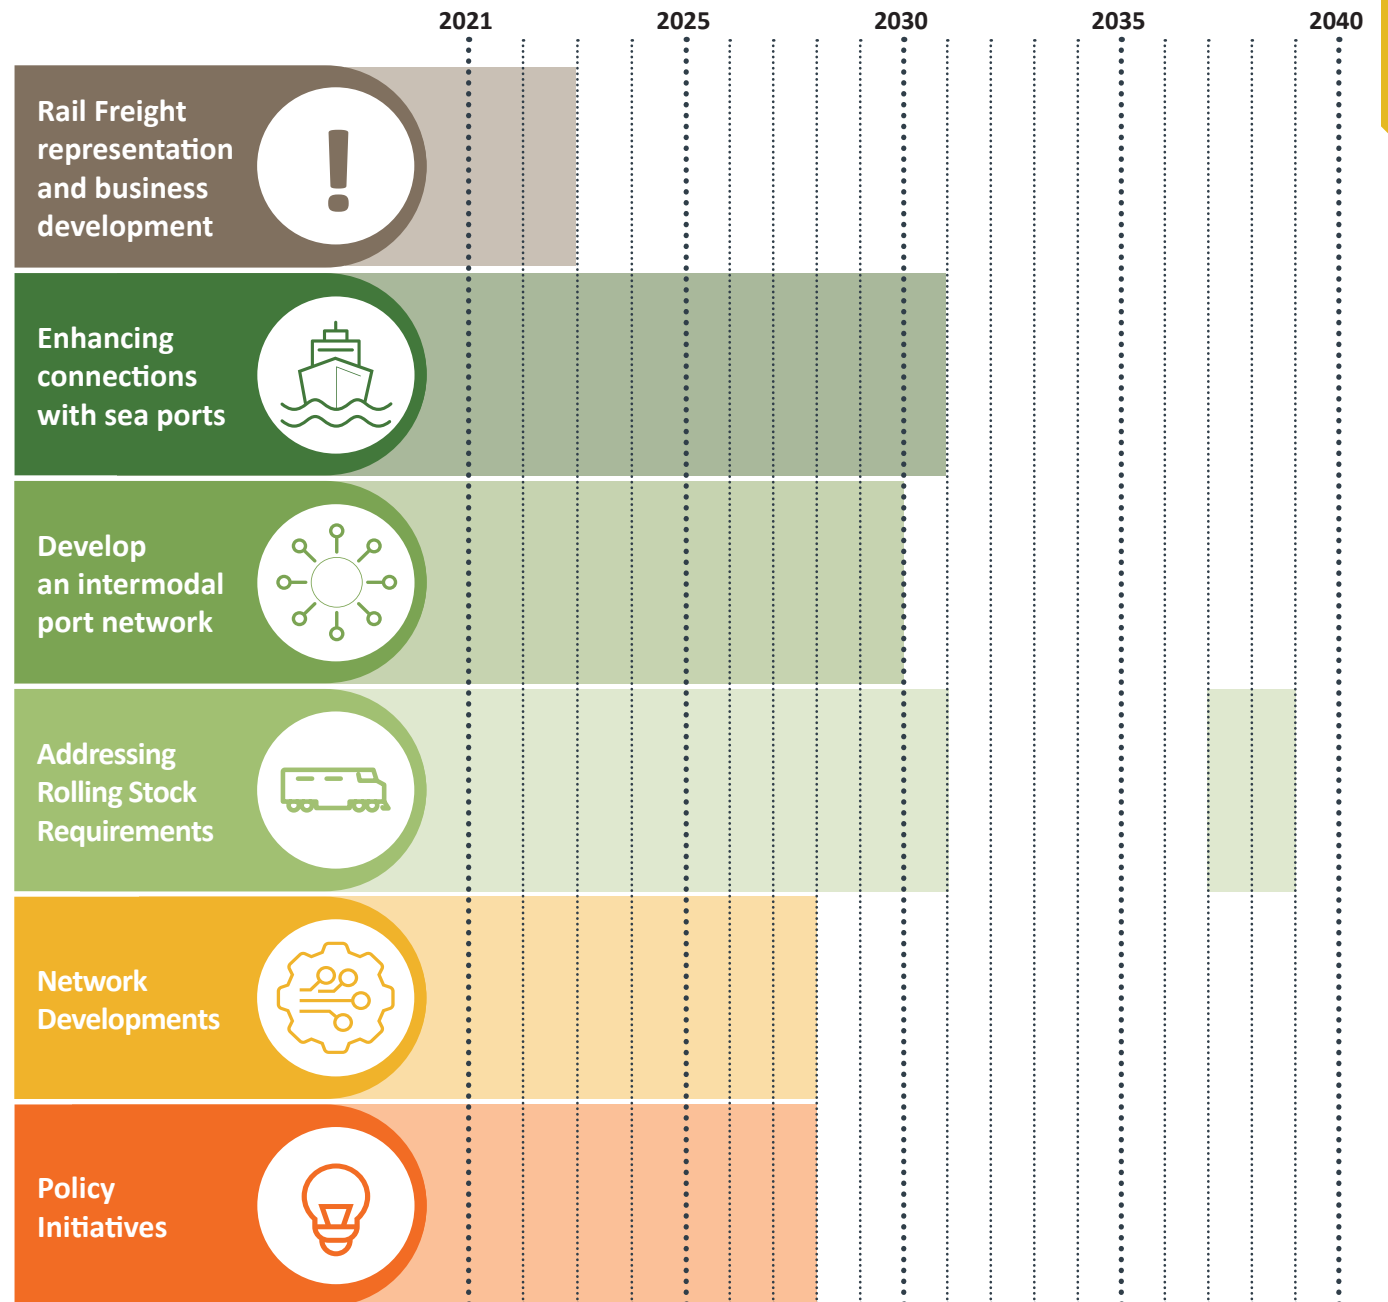 2021 2025 2030 2035 2040
Rail Freight
representation
and business
development
Enhancing
connections
with sea ports
Develop
an intermodal
port network
Addressing
Rolling Stock
Requirements
Network
Developments
Policy
Initiatives